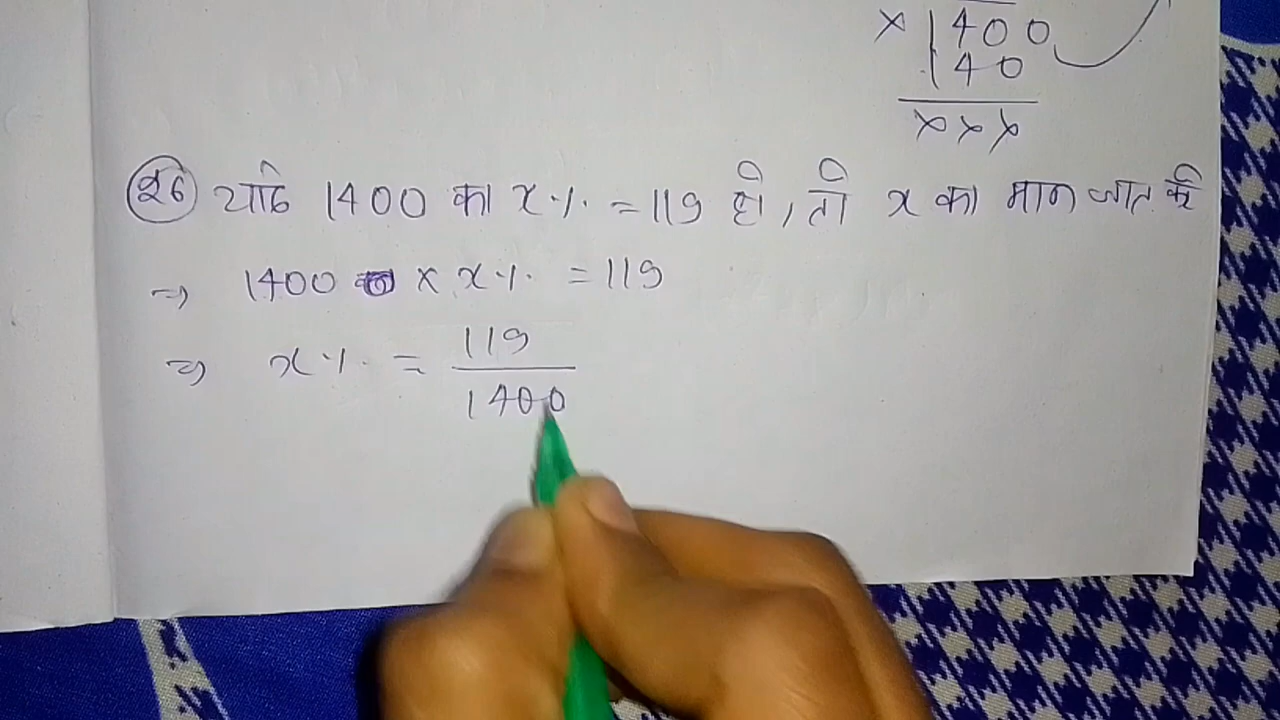 × 1400
140
×××
26 यदि 1400 का x% = 119 हो, तो x का मान ज्ञात करें
⇒ 1400 × x% = 119
⇒ x% = 119
1400